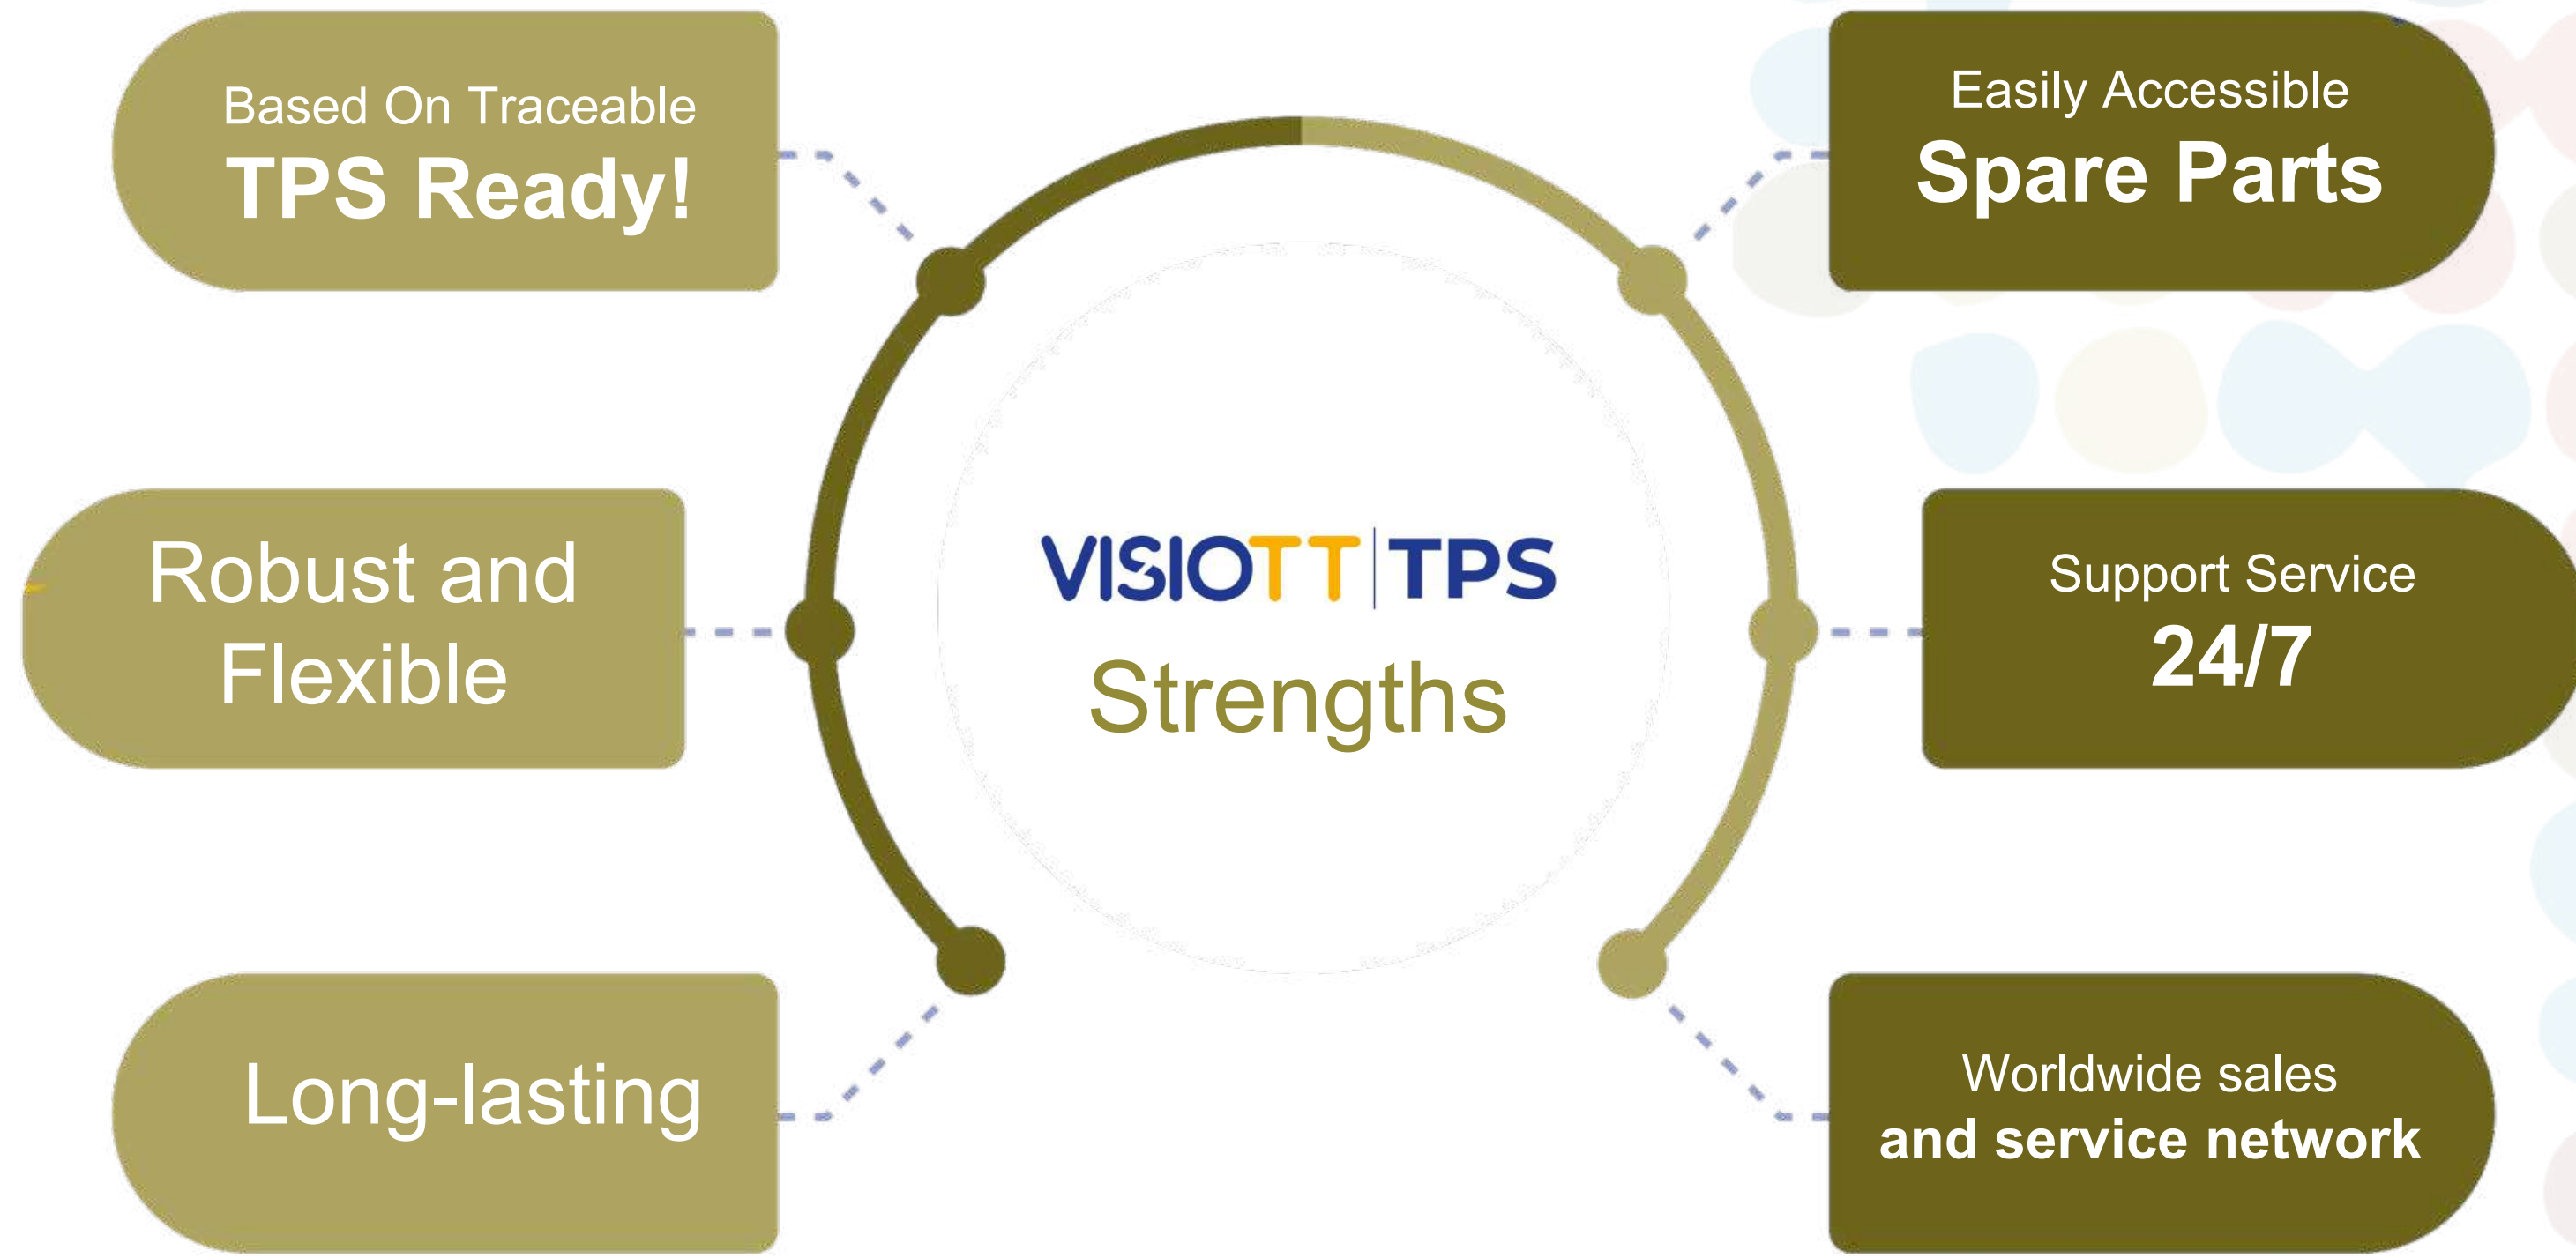 Based On Traceable
TPS Ready!
Robust and
Flexible
Long-lasting
VISIOTT|TPS
Strengths
Easily Accessible
Spare Parts
Support Service
24/7
Worldwide sales
and service network